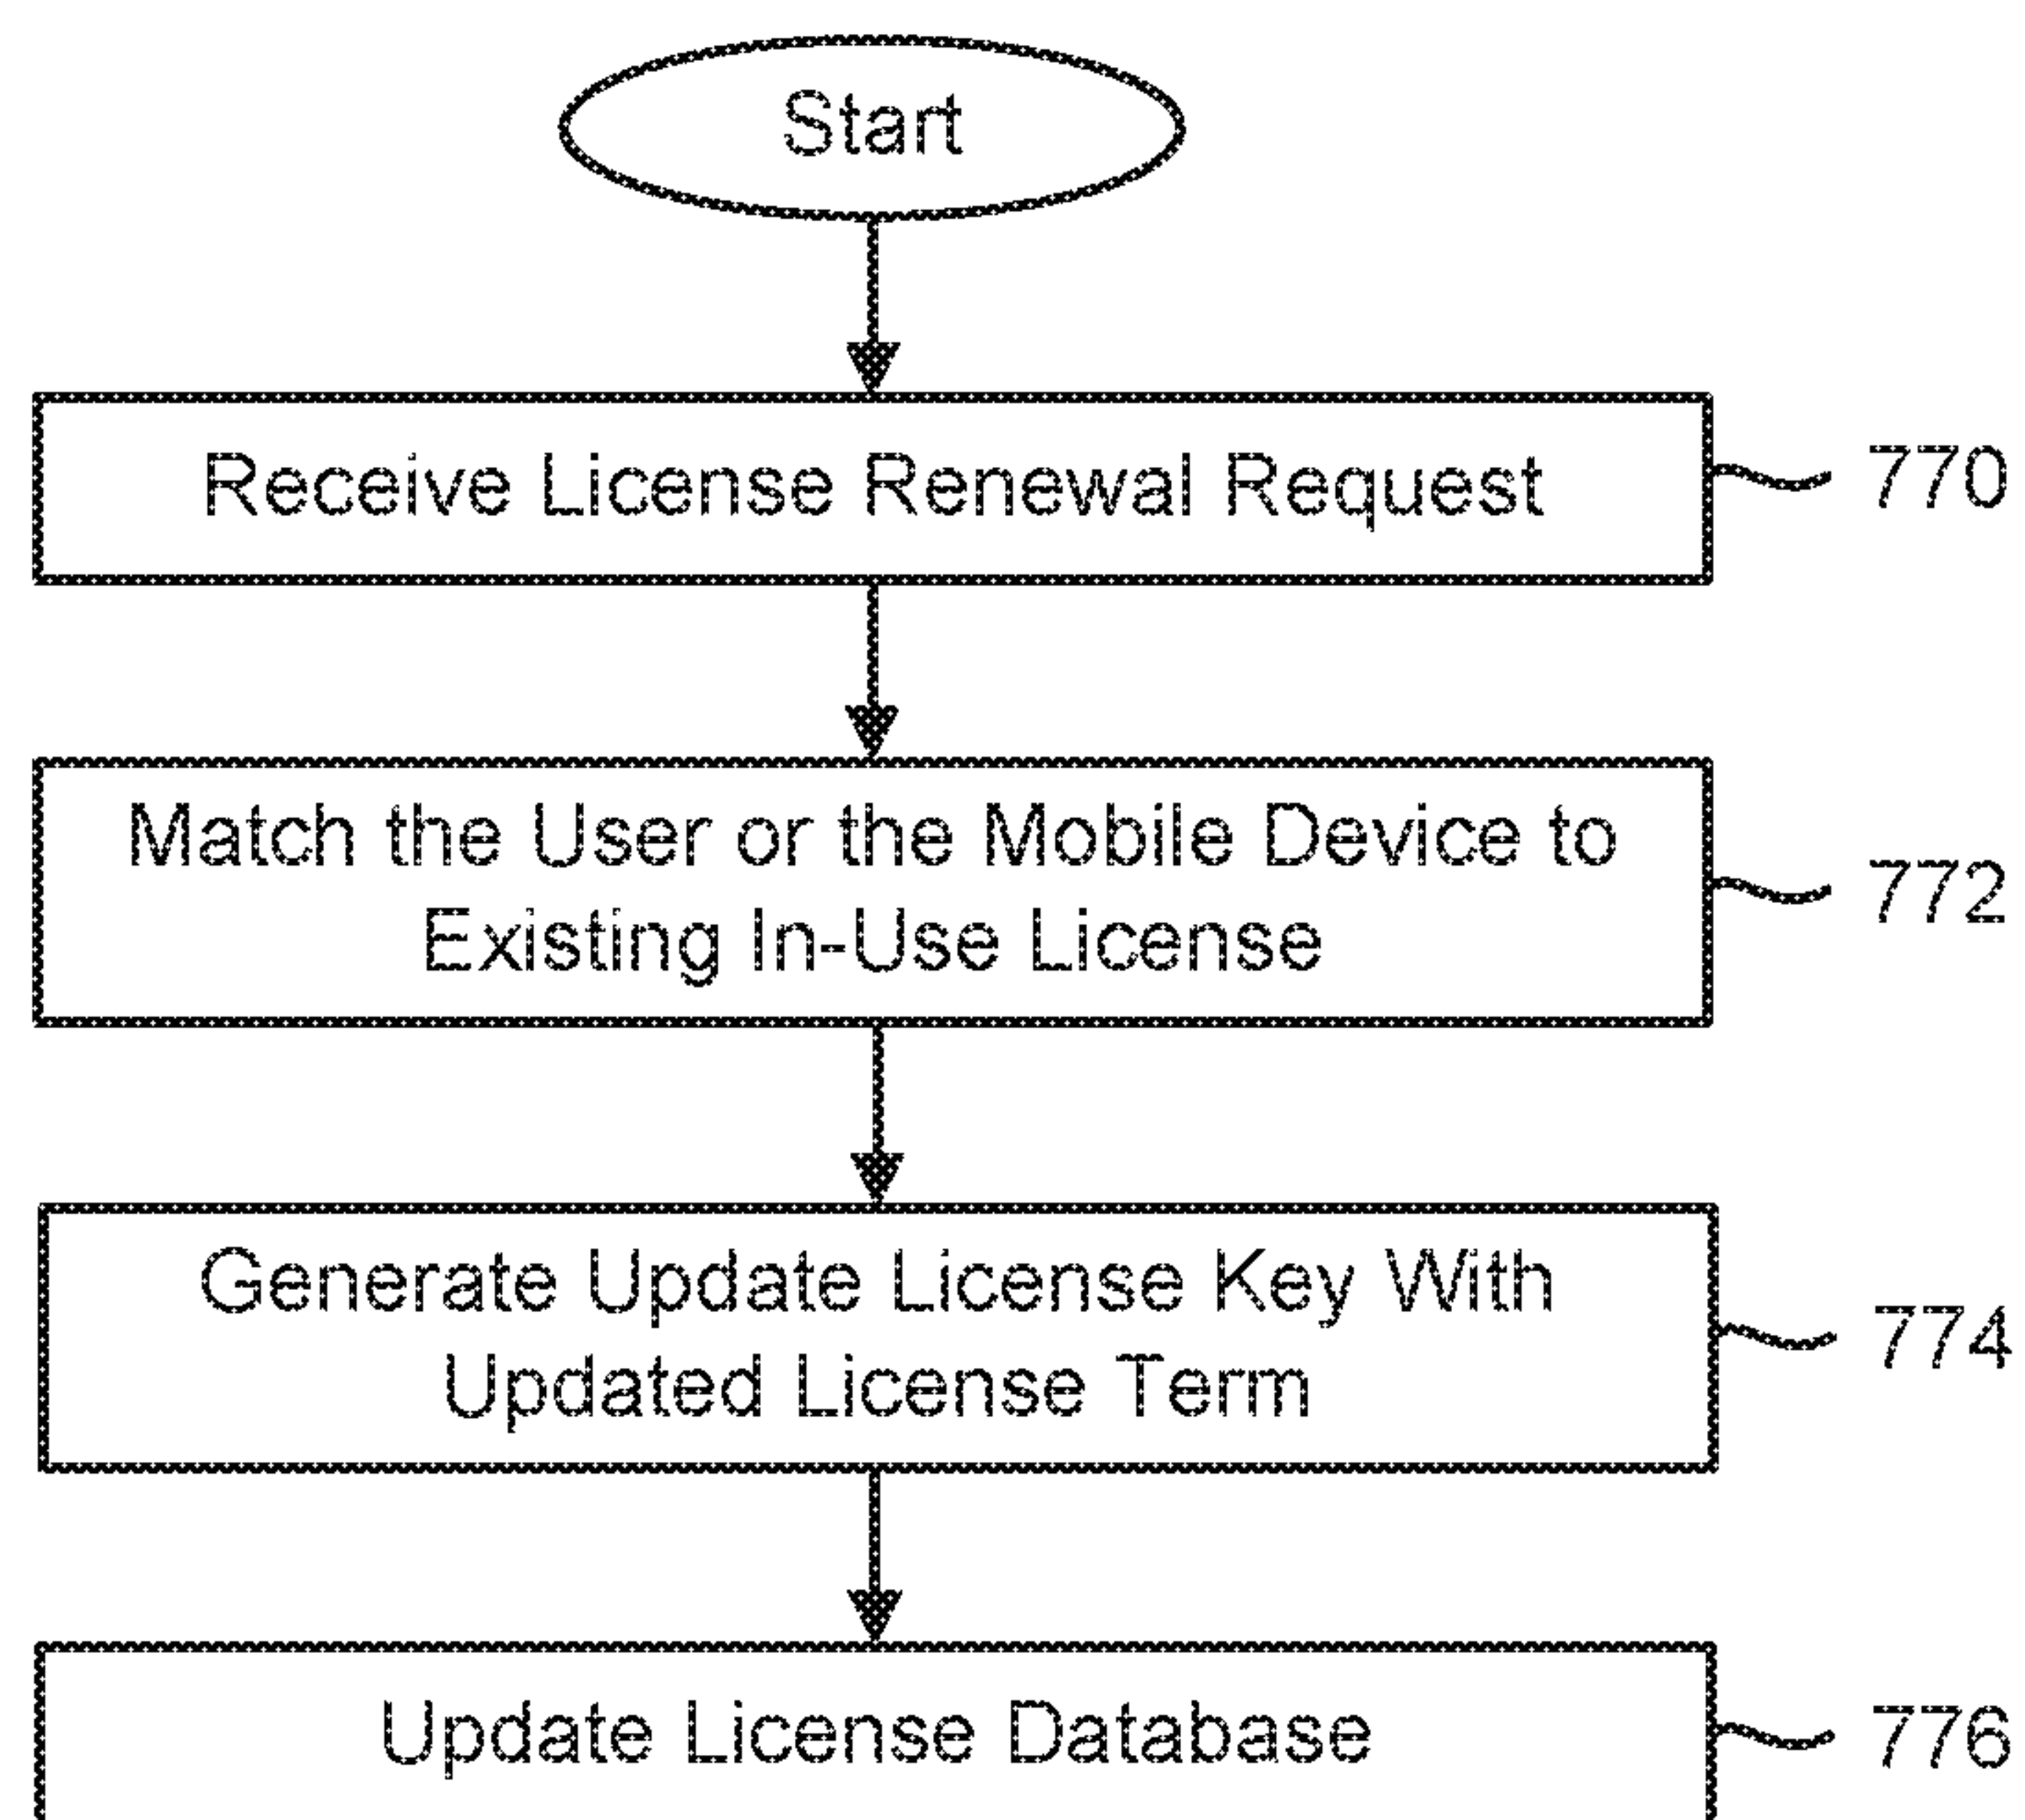 Start
Receive License Renewal Request
770
Match the User or the Mobile Device to
Existing In-Use License
772
Generate Update License Key With
Updated License Term
774
Update License Database
776